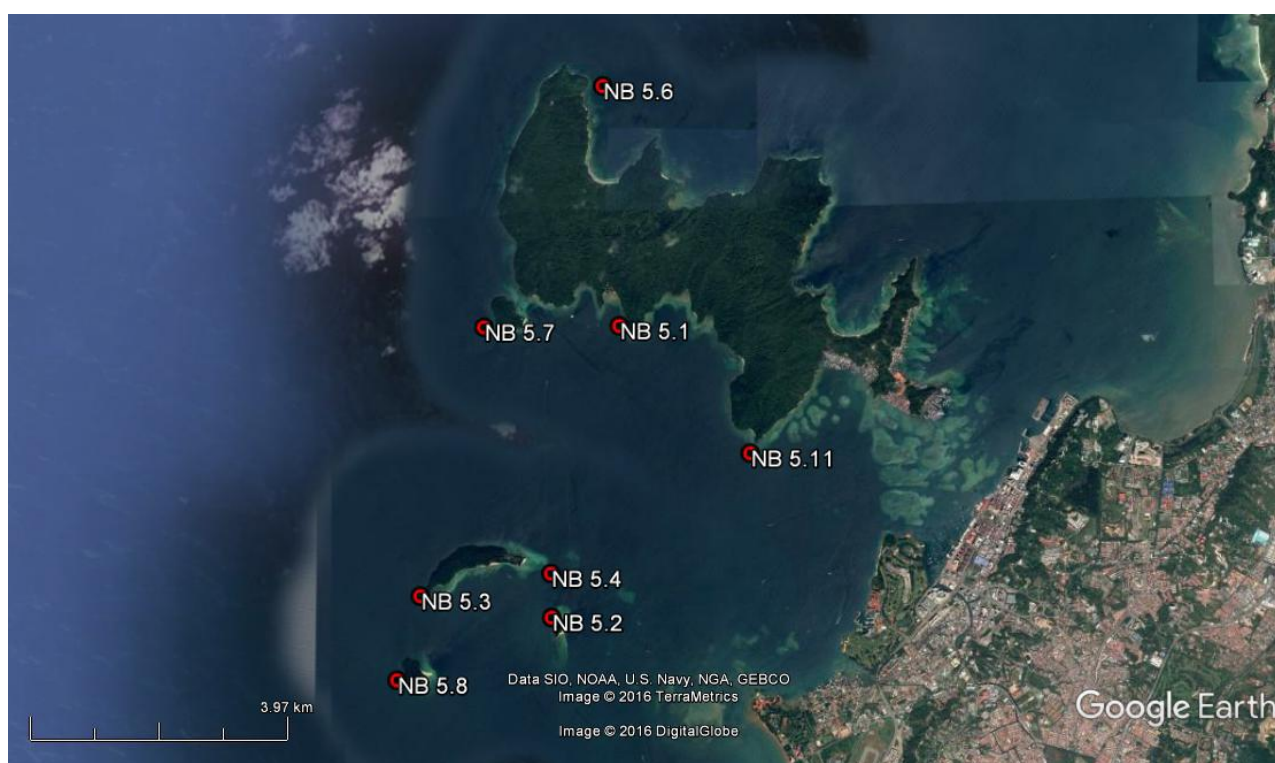 NB 5.6
NB 5.7
NB 5.1
NB 5.11
NB 5.4
NB 5.3
NB 5.2
NB 5.8
Data SIO, NOAA, U.S. Navy, NGA, GEBCO
Image © 2016 TerraMetrics
3.97 km
Google Earth
Image © 2016 DigitalGlobe